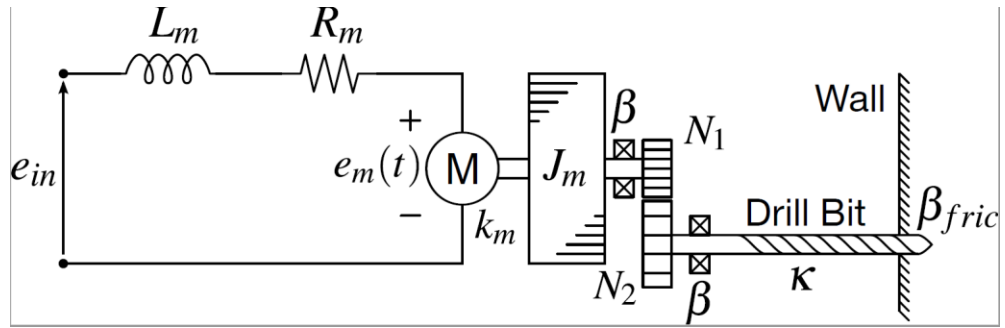 L_m
R_m
e_in
+
e_m(t)
−
M
k_m
J_m
β
N_1
N_2
β
Drill Bit
κ
Wall
β_fric